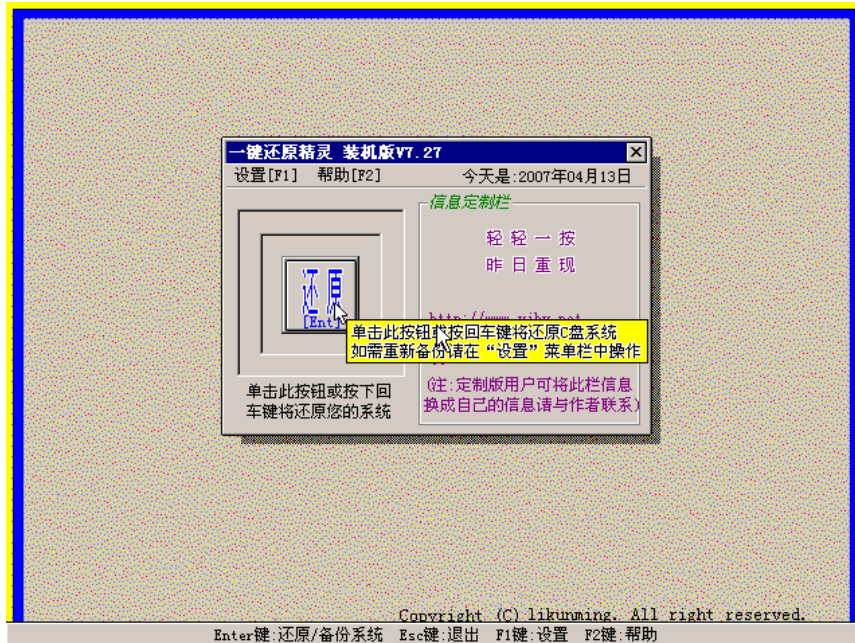 一键还原精灵 装机版V7.27
设置[F1] 帮助[F2] 今天是:2007年04月13日
信息定制栏
轻轻一按
昨日重现
还原
[Ent]
单击此按钮或按回车键将还原C盘系统
如需重新备份请在“设置”菜单栏中操作
单击此按钮或按下回
车键将还原您的系统
(注:定制版用户可将此栏信息
换成自己的信息请与作者联系)
Copyright (C) likunming. All right reserved.
Enter键:还原/备份系统 Esc键:退出 F1键:设置 F2键:帮助